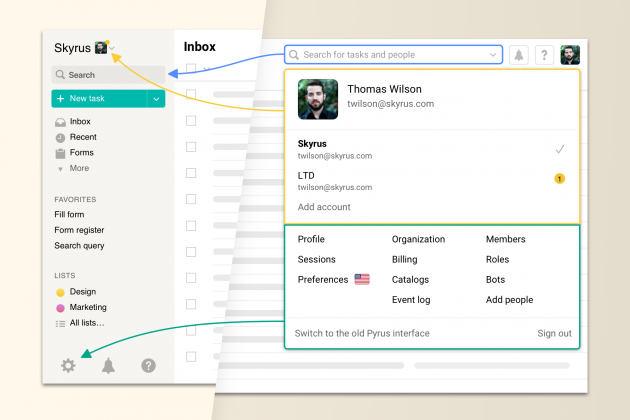 Skyrus
Search
New task
Inbox
Recent
Forms
More
FAVORITES
Fill form
Form register
Search query
LISTS
Design
Marketing
All lists...
?
Inbox
Search for tasks and people
?
Thomas Wilson
twilson@skyrus.com
Skyrus
twilson@skyrus.com
LTD
1
twilson@skyrus.com
Add account
Profile Organization Members
Sessions Billing Roles
Preferences Catalogs Bots
Event log Add people
Switch to the old Pyrus interface Sign out